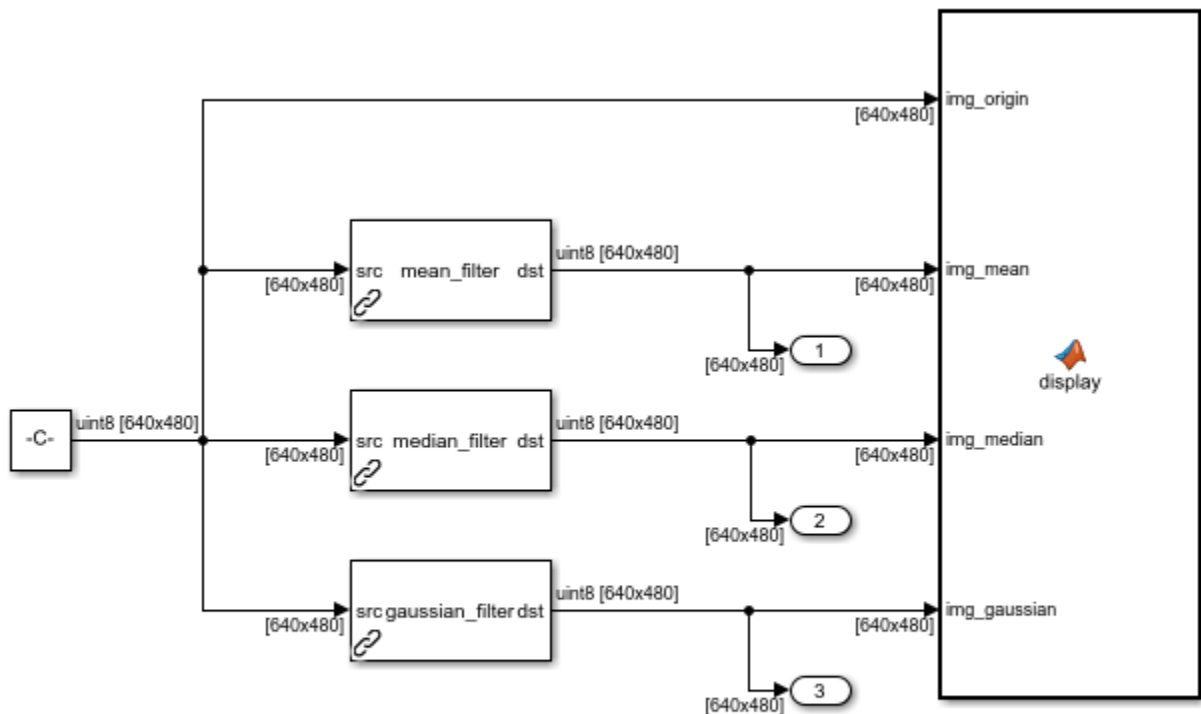 img_origin
[640x480]
uint8 [640x480]
src mean_filter dst
[640x480]
img_mean
[640x480]
1
[640x480]
display
-C-
uint8 [640x480]
src median_filter dst
[640x480]
uint8 [640x480]
img_median
[640x480]
2
[640x480]
src gaussian_filter dst
[640x480]
uint8 [640x480]
img_gaussian
[640x480]
3
[640x480]